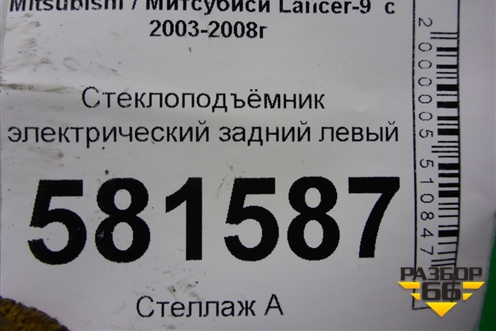 Mitsubishi / Митсубиси Lancer-9 с
2003-2008г
Стеклоподъёмник
электрический задний левый
581587
Стеллаж А
2000005510847
РАЗБОР
66